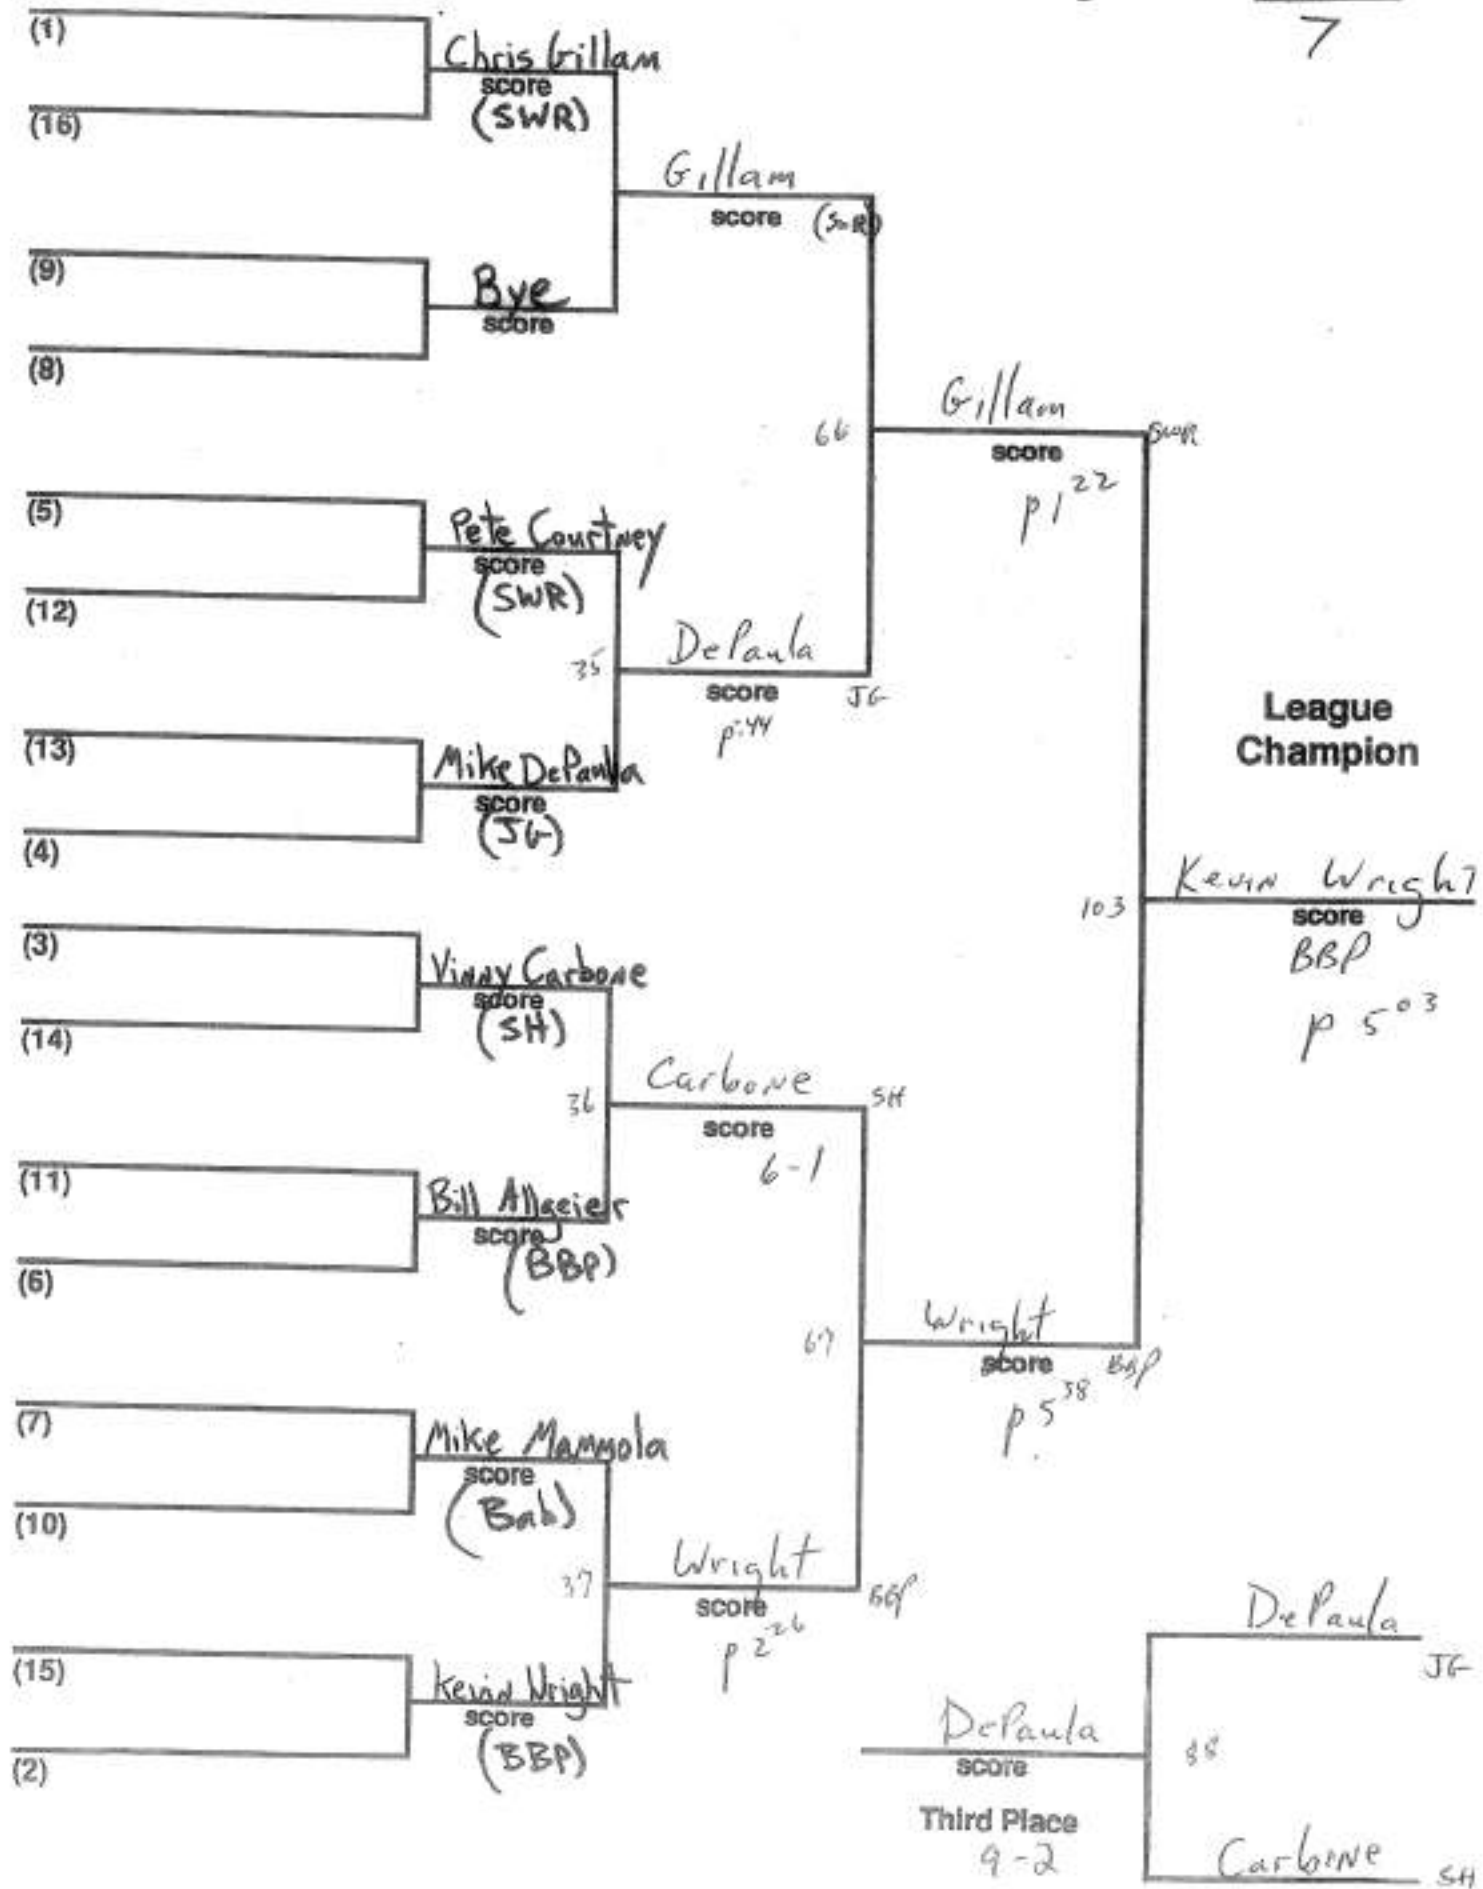 7
(1)
Chris Gillam
score
(SWR)
(16)
Gillam
score (SWR)
(9)
Bye
score
(8)
Gillam
66
score
SWR
p 1 22
(5)
Pete Courtney
score
(SWR)
(12)
DePaula
35
score
JG
p :44
(13)
Mike DePaula
score
(JG)
(4)
League
Champion
Kevin Wright
103
score
BBP
p 5 03
(3)
Vinny Carbone
score
(SH)
(14)
Carbone
36
SH
score
6-1
(11)
Bill Allgeier
score
(BBP)
(6)
Wright
67
score
BBP
p 5 38
(7)
Mike Mammola
score
(Bab)
(10)
Wright
37
score
BBP
p 2 26
(15)
Kevin Wright
score
(BBP)
(2)
DePaula
JG
DePaula
score
88
Third Place
9-2
Carbone
SH